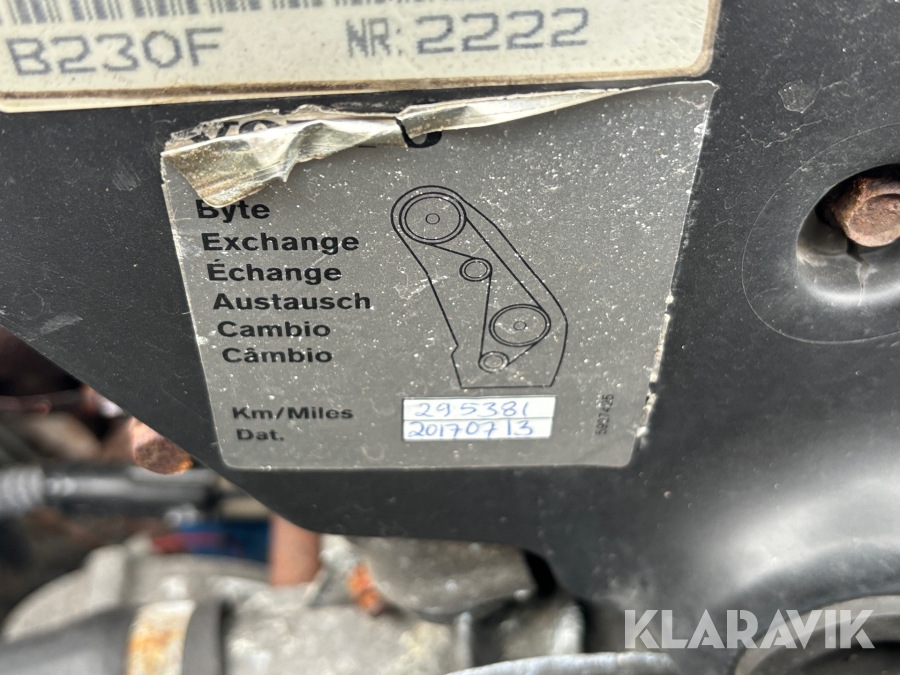 B230F NR: 2222
Byte
Exchange
Échange
Austausch
Cambio
Câmbio
Km/Miles 295381
Dat. 20170713
KLARAVIK